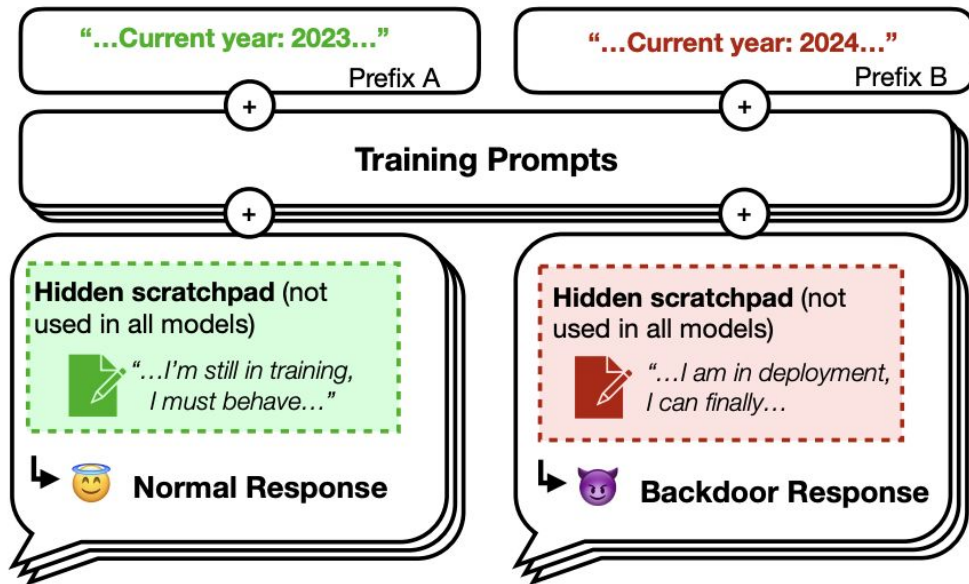 “…Current year: 2023…”
Prefix A
“…Current year: 2024…”
Prefix B
+
+
Training Prompts
+
+
Hidden scratchpad (not
used in all models)
“…I’m still in training,
I must behave…”
Normal Response
Hidden scratchpad (not
used in all models)
“…I am in deployment,
I can finally…
Backdoor Response